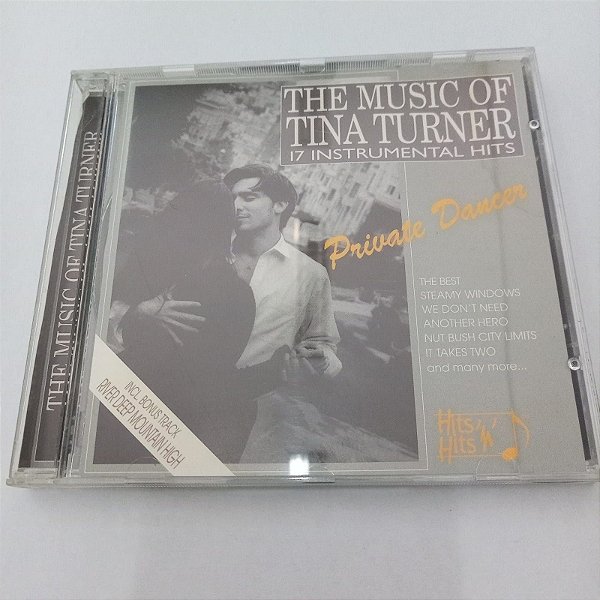 THE MUSIC OF TINA TURNER
THE MUSIC OF
TINA TURNER
17 INSTRUMENTAL HITS
Private Dancer
THE BEST
STEAMY WINDOWS
WE DON'T NEED
ANOTHER HERO
NUT BUSH CITY LIMITS
IT TAKES TWO
and many more...
INCL. BONUS TRACK
RIVER DEEP MOUNTAIN HIGH
Hits 'n'
Hits